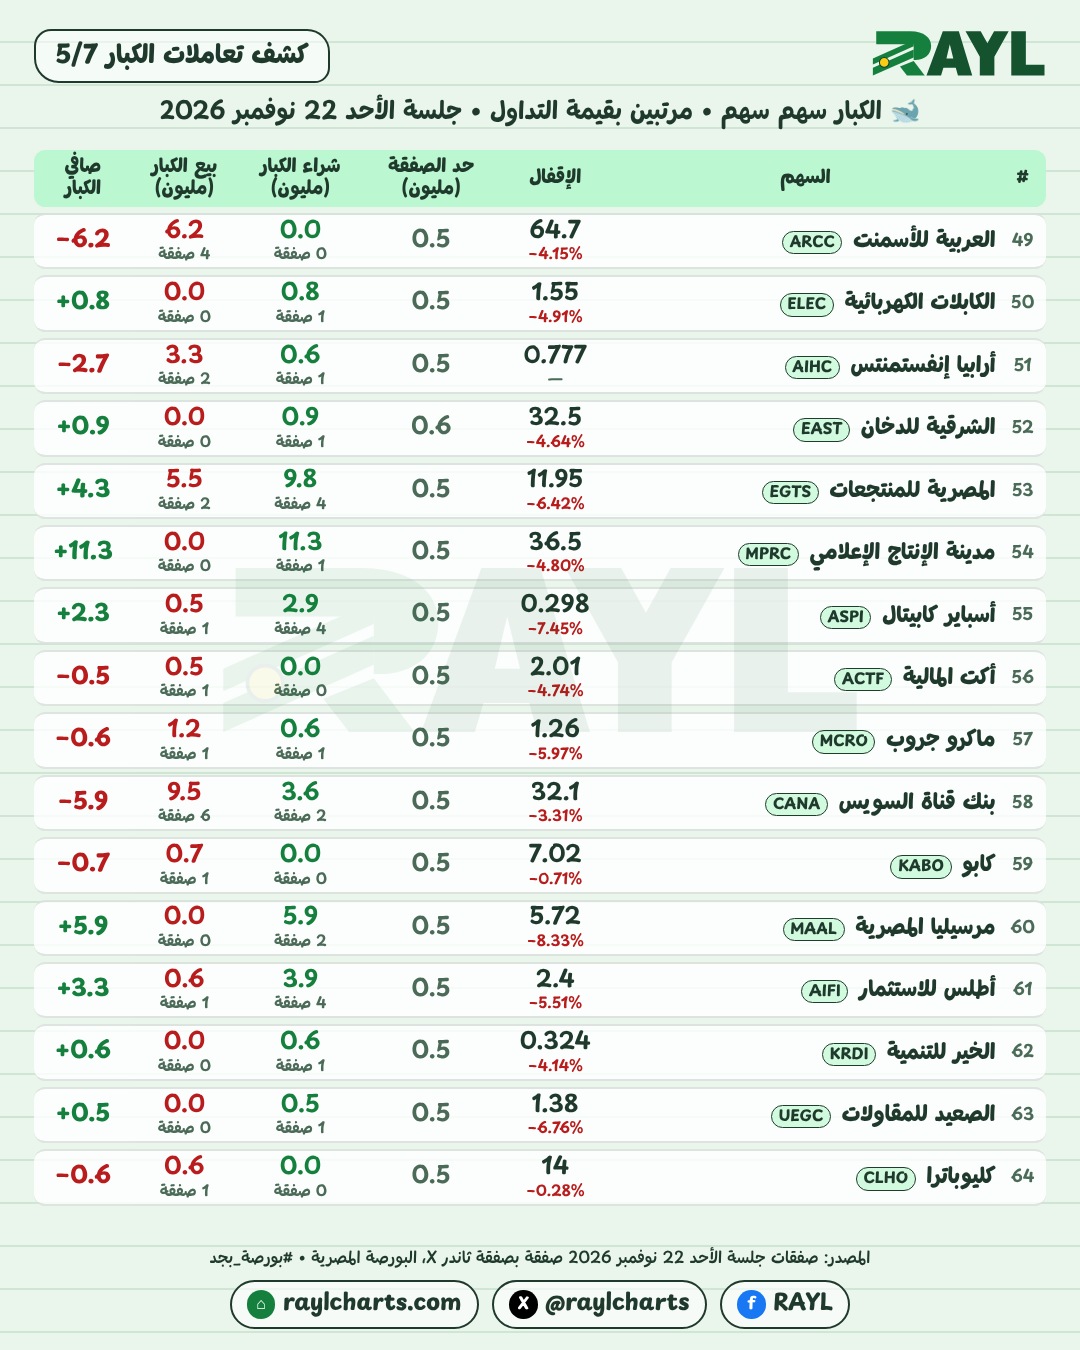 RAYL
كشف تعاملات الكبار 5/7
الكبار سهم سهم • مرتبين بقيمة التداول • جلسة الأحد 22 نوفمبر 2026
# السهم الإقفال حد الصفقة (مليون) شراء الكبار (مليون) بيع الكبار (مليون) صافي الكبار
49 العربية للأسمنت ARCC 64.7 0.5 0.0 6.2 −6.2
−4.15% 0 صفقة 4 صفقة
50 الكابلات الكهربائية ELEC 1.55 0.5 0.8 0.0 +0.8
−4.91% 1 صفقة 0 صفقة
51 أرابيا إنفستمنتس AIHC 0.777 0.5 0.6 3.3 −2.7
— 1 صفقة 2 صفقة
52 الشرقية للدخان EAST 32.5 0.6 0.9 0.0 +0.9
−4.64% 1 صفقة 0 صفقة
53 المصرية للمنتجعات EGTS 11.95 0.5 9.8 5.5 +4.3
−6.42% 4 صفقة 2 صفقة
54 مدينة الإنتاج الإعلامي MPRC 36.5 0.5 11.3 0.0 +11.3
−4.80% 1 صفقة 0 صفقة
55 أسباير كابيتال ASPI 0.298 0.5 2.9 0.5 +2.3
−7.45% 4 صفقة 1 صفقة
56 أكت المالية ACTF 2.01 0.5 0.0 0.5 −0.5
−4.74% 0 صفقة 1 صفقة
57 ماكرو جروب MCRO 1.26 0.5 0.6 1.2 −0.6
−5.97% 1 صفقة 1 صفقة
58 بنك قناة السويس CANA 32.1 0.5 3.6 9.5 −5.9
−3.31% 2 صفقة 6 صفقة
59 كابو KABO 7.02 0.5 0.0 0.7 −0.7
−0.71% 0 صفقة 1 صفقة
60 مرسيليا المصرية MAAL 5.72 0.5 5.9 0.0 +5.9
−8.33% 2 صفقة 0 صفقة
61 أطلس للاستثمار AIFI 2.4 0.5 3.9 0.6 +3.3
−5.51% 4 صفقة 1 صفقة
62 الخير للتنمية KRDI 0.324 0.5 0.6 0.0 +0.6
−4.14% 1 صفقة 0 صفقة
63 الصعيد للمقاولات UEGC 1.38 0.5 0.5 0.0 +0.5
−6.76% 1 صفقة 0 صفقة
64 كليوباترا CLHO 14 0.5 0.0 0.6 −0.6
−0.28% 0 صفقة 1 صفقة
المصدر: صفقات جلسة الأحد 22 نوفمبر 2026 صفقة بصفقة ثاندر X، البورصة المصرية • #بورصة_بجد
raylcharts.com @raylcharts RAYL